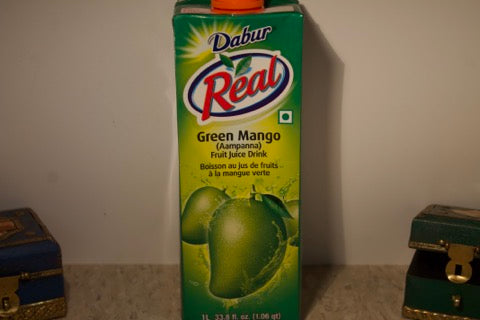 Dabur
Real
Green Mango
(Aampanna)
Fruit Juice Drink
Boisson au jus de fruits
à la mangue verte
1L 33.8 fl. oz. (1.06 qt)